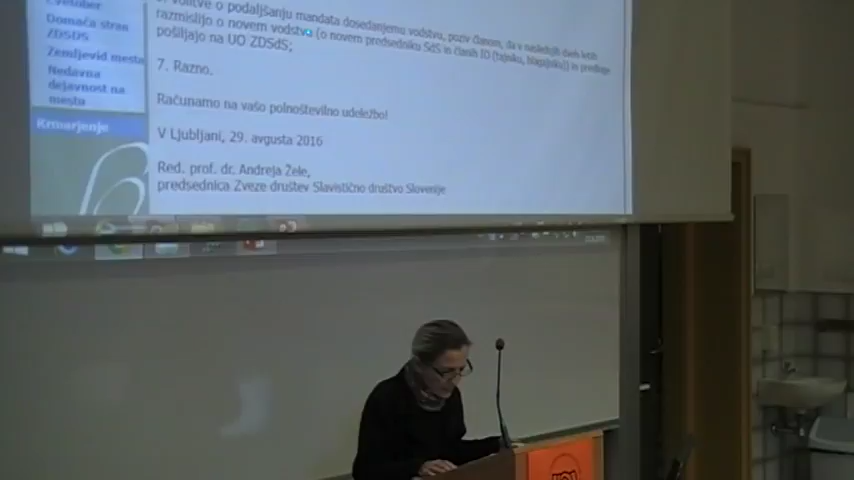 Cvetober
Domača stran
ZDSDS
Zemljevid mesta
Nedavna
dejavnost na
mestu
Krmarjenje
volitve o podaljšanju mandata dosedanjemu vodstvu, poziv članom, da v naslednjih dveh letih
razmislijo o novem vodstvu (o novem predsedniku SdS in članih IO (tajniku, blagajniku)) in predloge
pošiljajo na UO ZDSdS;
7. Razno.
Računamo na vašo polnoštevilno udeležbo!
V Ljubljani, 29. avgusta 2016
Red. prof. dr. Andreja Žele,
predsednica Zveze društev Slavistično društvo Slovenije